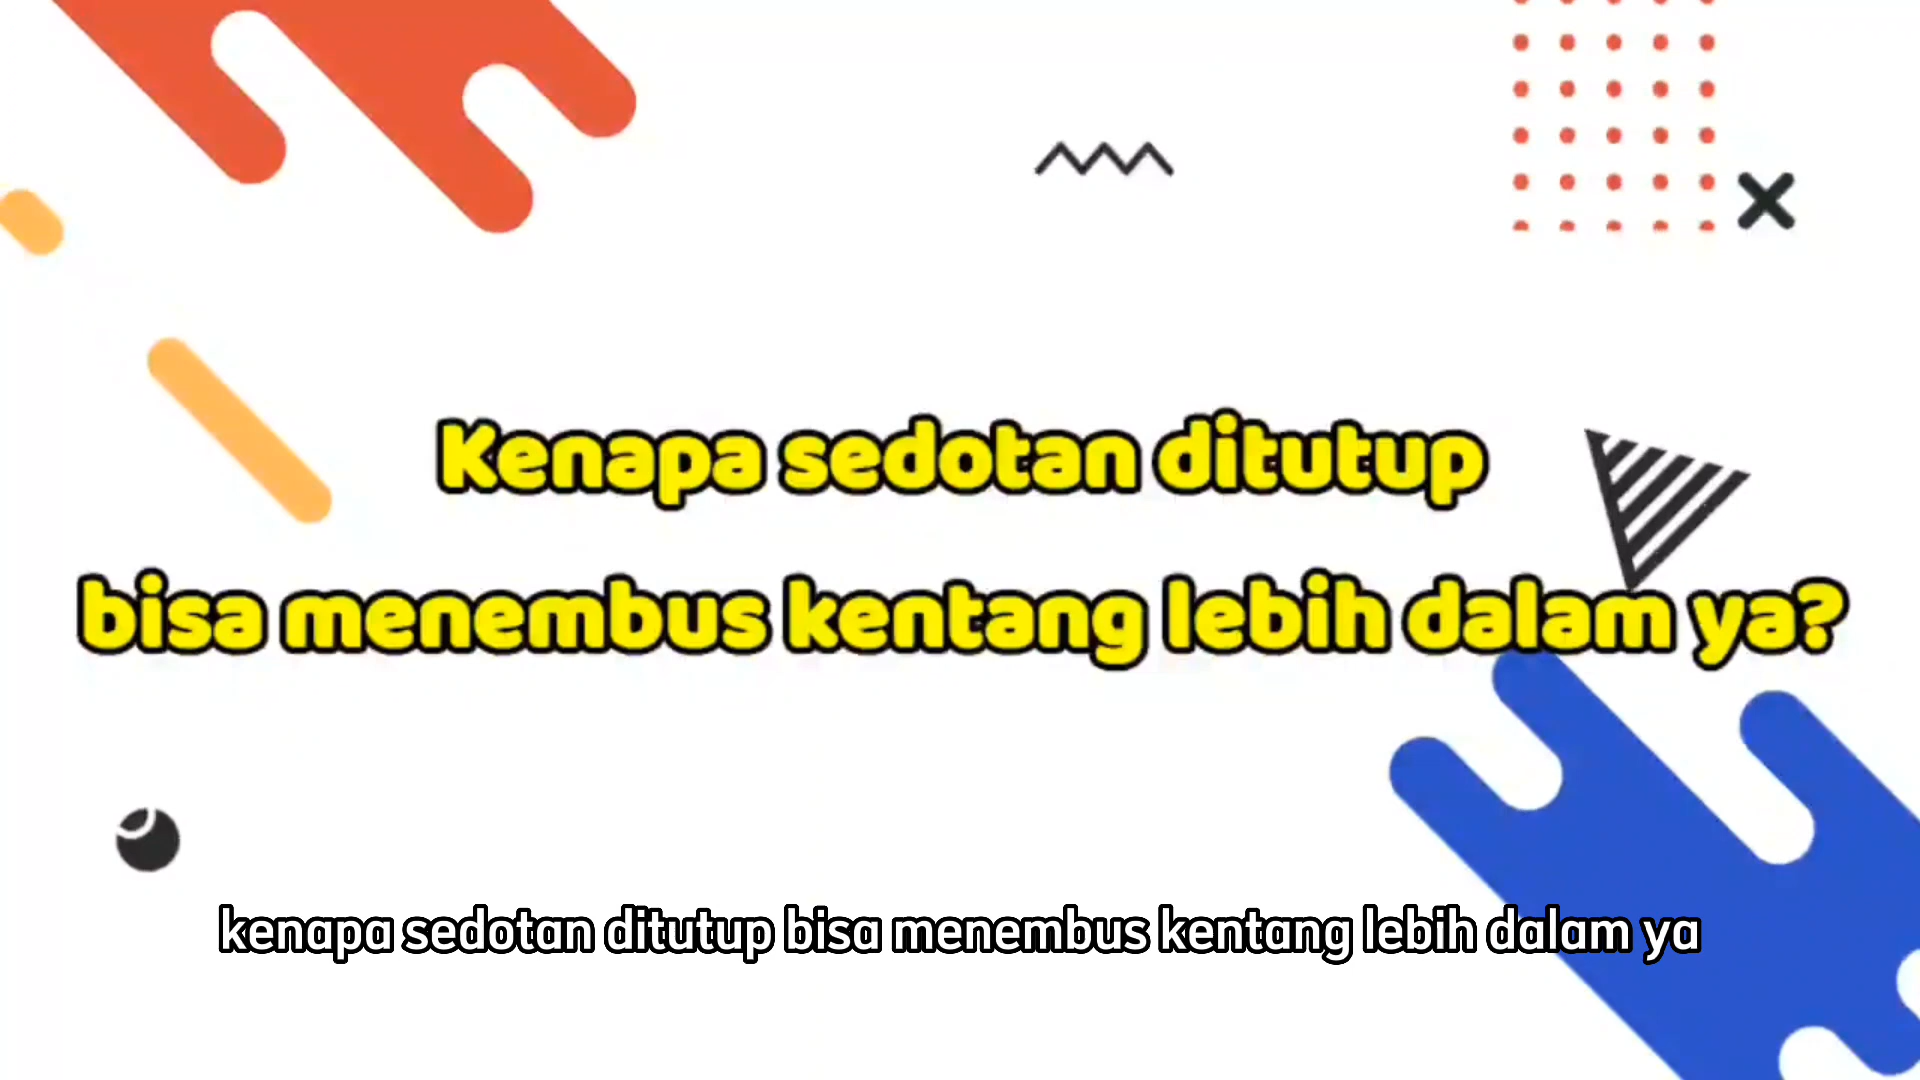 Kenapa sedotan ditutup
bisa menembus kentang lebih dalam ya?
kenapa sedotan ditutup bisa menembus kentang lebih dalam ya